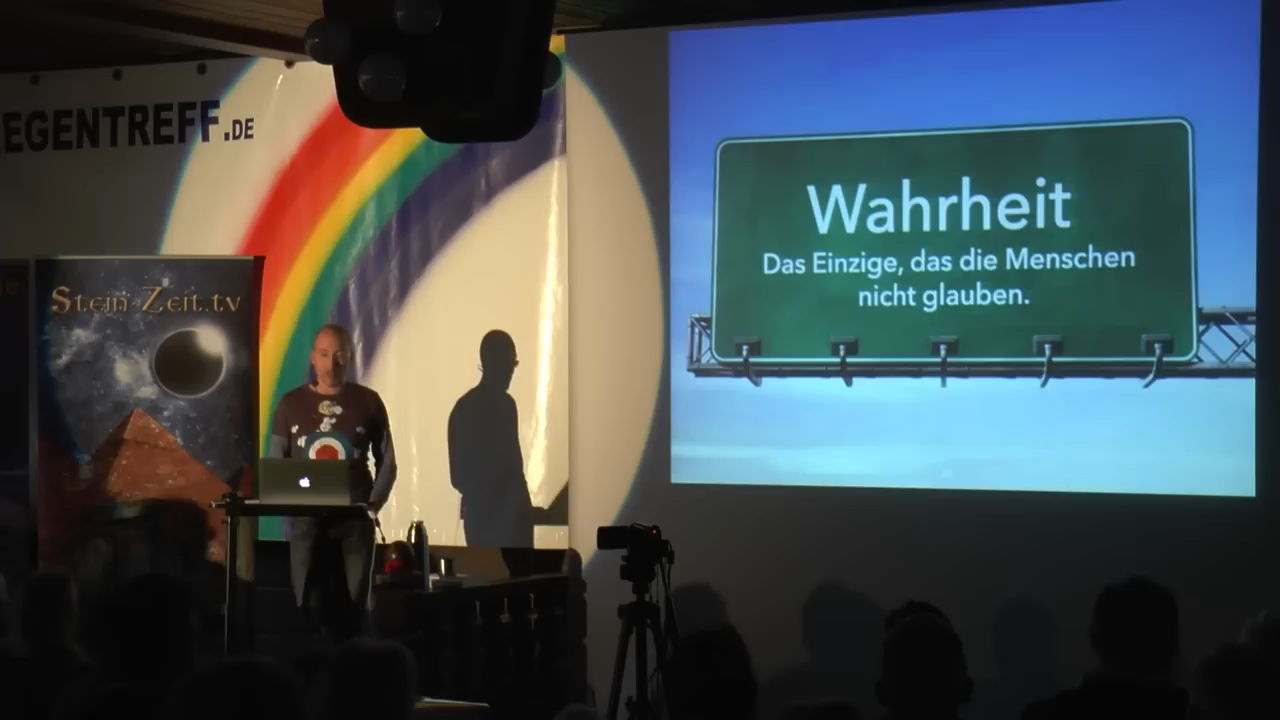 EGENTREFF.DE
Stein-Zeit.tv
Wahrheit
Das Einzige, das die Menschen
nicht glauben.